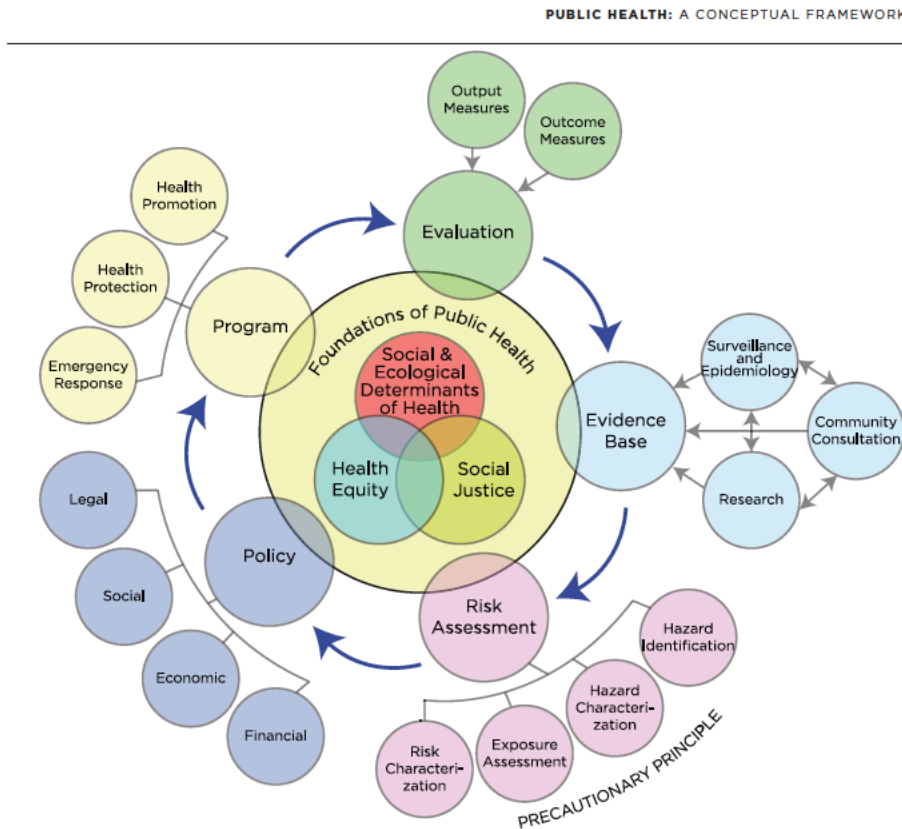 PUBLIC HEALTH: A CONCEPTUAL FRAMEWORK
Output
Measures
Outcome
Measures
Evaluation
Health
Promotion
Health
Protection
Emergency
Response
Program
Foundations of Public Health
Social &
Ecological
Determinants
of Health
Health
Equity
Social
Justice
Evidence
Base
Surveillance
and
Epidemiology
Community
Consultation
Research
Legal
Social
Economic
Financial
Policy
Risk
Assessment
Hazard
Identification
Hazard
Characteri-
zation
Exposure
Assessment
Risk
Characteri-
zation
PRECAUTIONARY PRINCIPLE